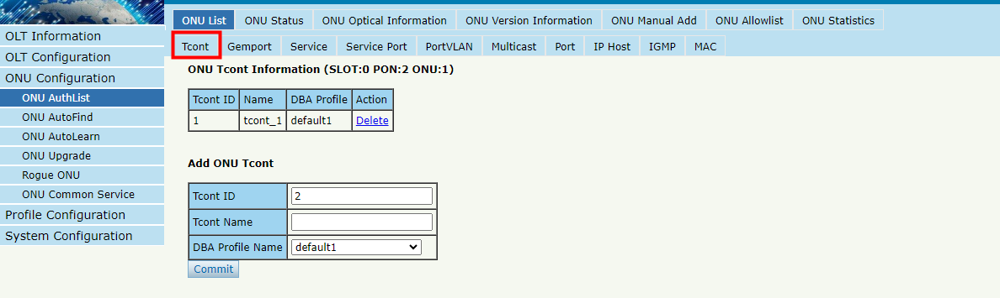 ONU List ONU Status ONU Optical Information ONU Version Information ONU Manual Add ONU Allowlist ONU Statistics
Tcont Gemport Service Service Port PortVLAN Multicast Port IP Host IGMP MAC
OLT Information
OLT Configuration
ONU Configuration
ONU AuthList
ONU AutoFind
ONU AutoLearn
ONU Upgrade
Rogue ONU
ONU Common Service
Profile Configuration
System Configuration
ONU Tcont Information (SLOT:0 PON:2 ONU:1)
Tcont ID Name DBA Profile Action
1 tcont_1 default1 Delete
Add ONU Tcont
Tcont ID 2
Tcont Name
DBA Profile Name default1
Commit